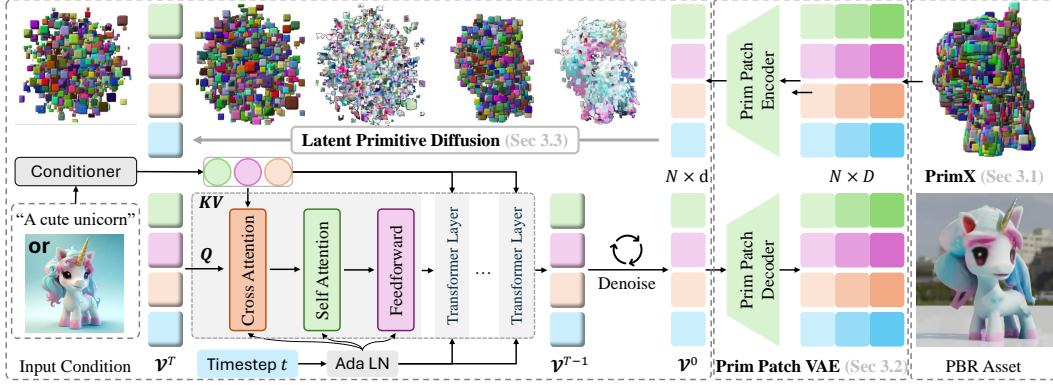 Prim Patch
Encoder
Latent Primitive Diffusion (Sec 3.3)
N × d
N × D
PrimX (Sec 3.1)
Conditioner
"A cute unicorn"
or
KV
Q
Cross Attention
Self Attention
Feedforward
Transformer Layer
...
Transformer Layer
Denoise
Prim Patch
Decoder
Timestep t
Ada LN
Input Condition
𝒱^T
𝒱^{T−1}
𝒱^0
Prim Patch VAE (Sec 3.2)
PBR Asset